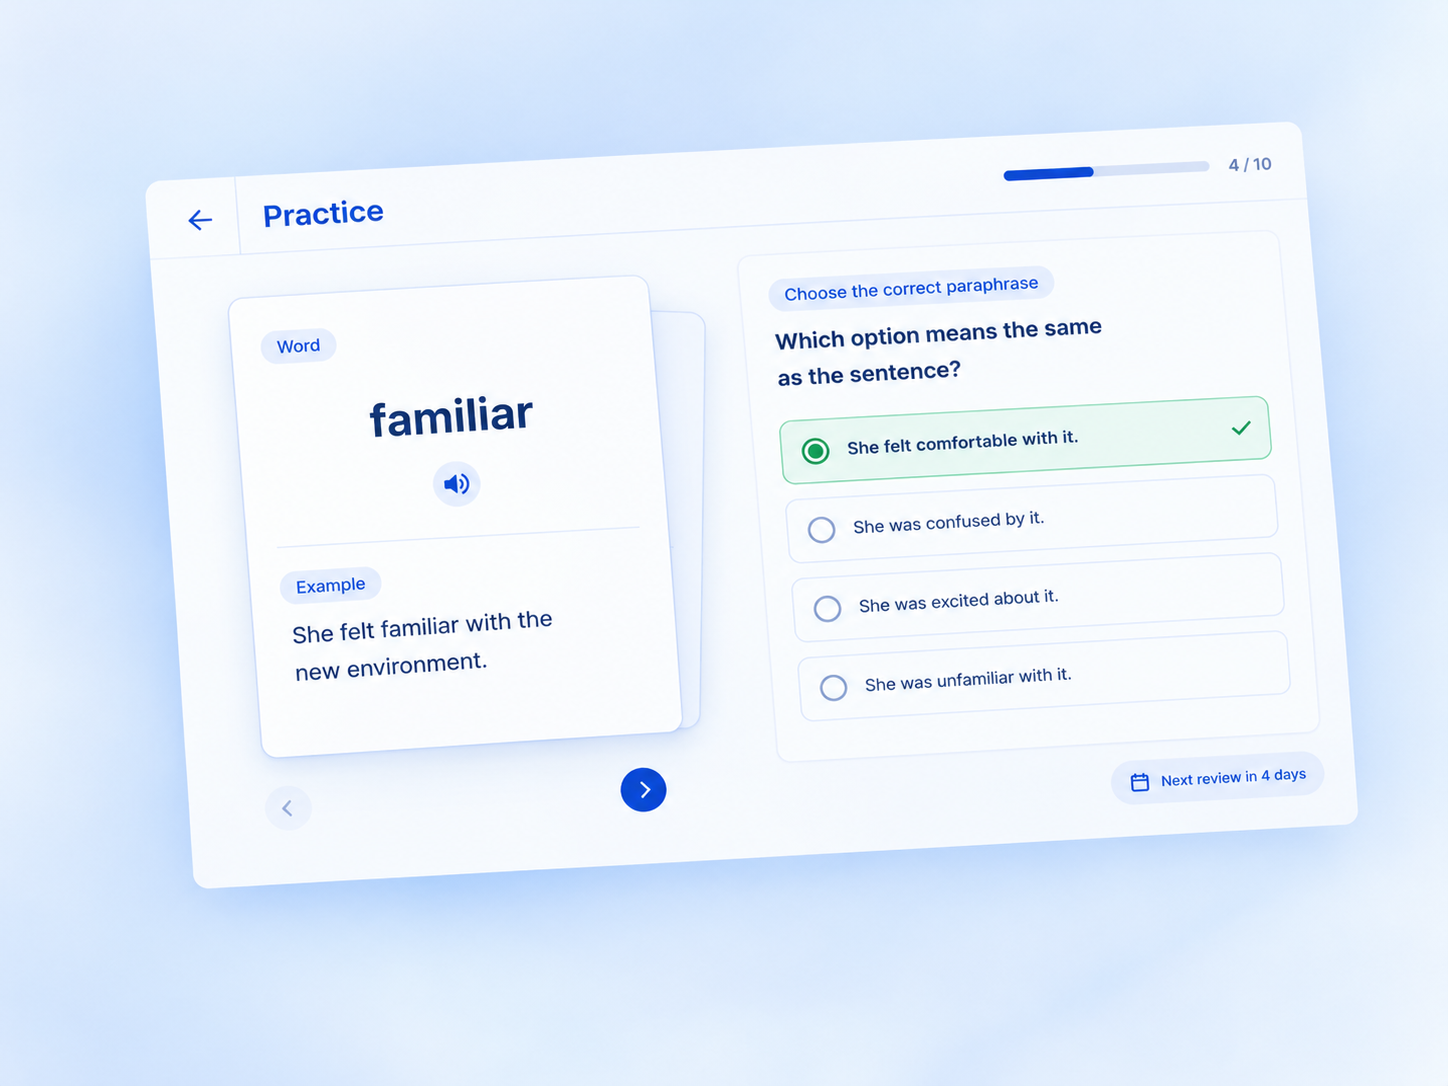 Practice
4 / 10
Word
familiar
Example
She felt familiar with the
new environment.
Choose the correct paraphrase
Which option means the same
as the sentence?
She felt comfortable with it.
She was confused by it.
She was excited about it.
She was unfamiliar with it.
Next review in 4 days